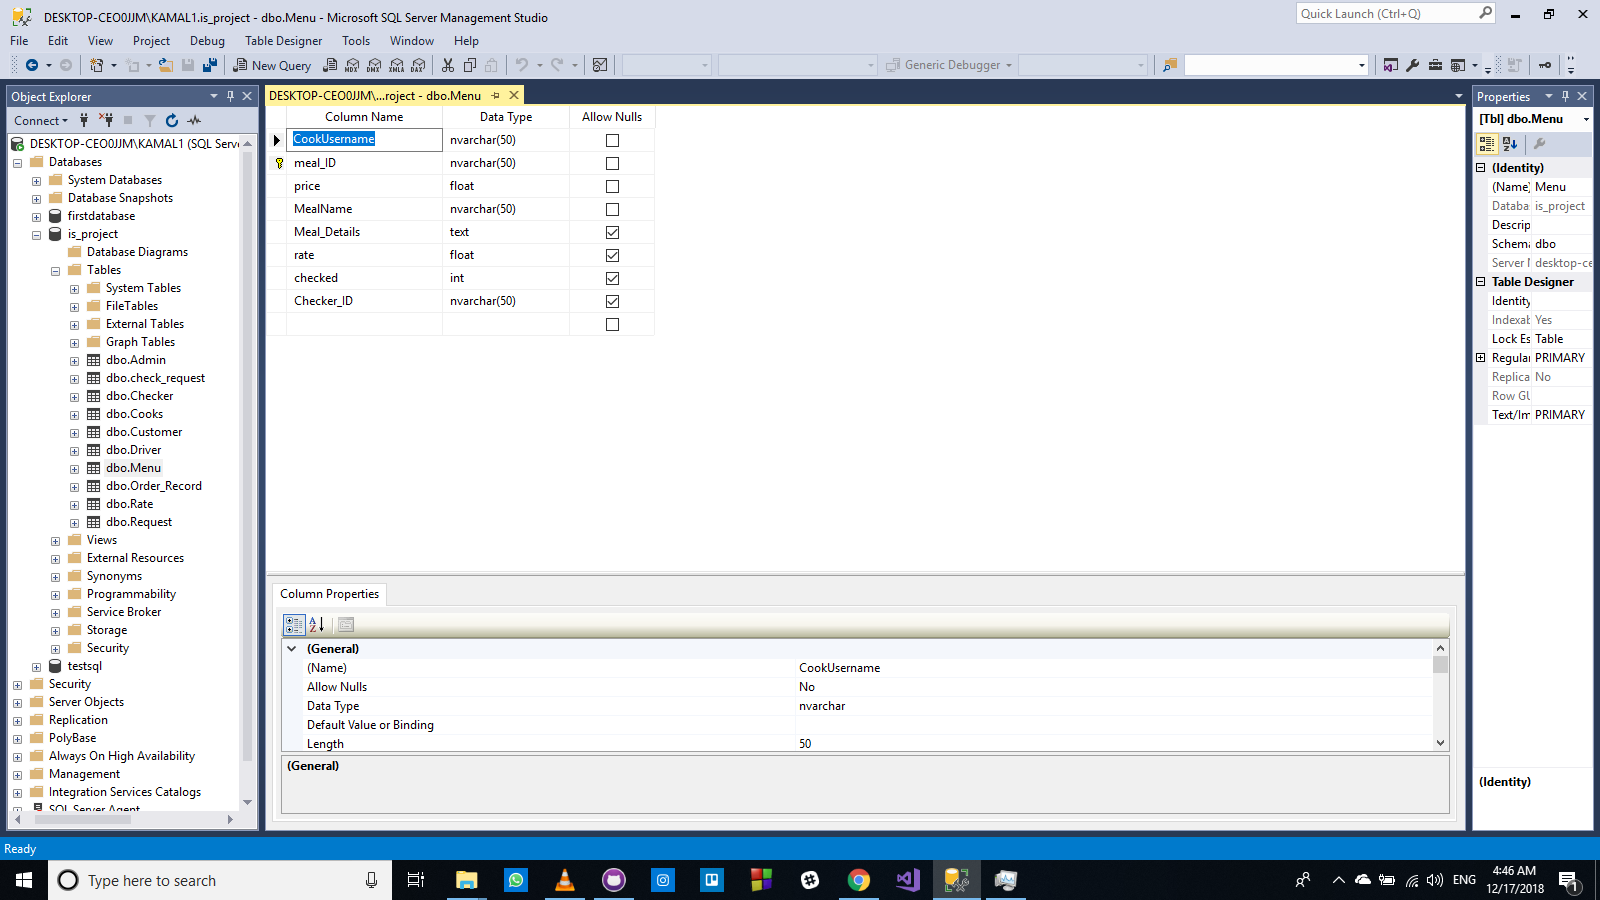 DESKTOP-CEO0JJM\KAMAL1.is_project - dbo.Menu - Microsoft SQL Server Management Studio
Quick Launch (Ctrl+Q)
File Edit View Project Debug Table Designer Tools Window Help
New Query MDX DMX XMLA DAX Generic Debugger
Object Explorer
Connect
DESKTOP-CEO0JJM\KAMAL1 (SQL Serve
Databases
System Databases
Database Snapshots
firstdatabase
is_project
Database Diagrams
Tables
System Tables
FileTables
External Tables
Graph Tables
dbo.Admin
dbo.check_request
dbo.Checker
dbo.Cooks
dbo.Customer
dbo.Driver
dbo.Menu
dbo.Order_Record
dbo.Rate
dbo.Request
Views
External Resources
Synonyms
Programmability
Service Broker
Storage
Security
testsql
Security
Server Objects
Replication
PolyBase
Always On High Availability
Management
Integration Services Catalogs
SQL Server Agent
DESKTOP-CEO0JJM\...roject - dbo.Menu
Column Name Data Type Allow Nulls
CookUsername nvarchar(50)
meal_ID nvarchar(50)
price float
MealName nvarchar(50)
Meal_Details text
rate float
checked int
Checker_ID nvarchar(50)
Column Properties
(General)
(Name) CookUsername
Allow Nulls No
Data Type nvarchar
Default Value or Binding
Length 50
(General)
Properties
[Tbl] dbo.Menu
(Identity)
(Name) Menu
Databa is_project
Descrip
Schema dbo
Server N desktop-ce
Table Designer
Identity
Indexab Yes
Lock Es Table
Regular PRIMARY
Replica No
Row GU
Text/Im PRIMARY
(Identity)
Ready
Type here to search
ENG
4:46 AM
12/17/2018
1